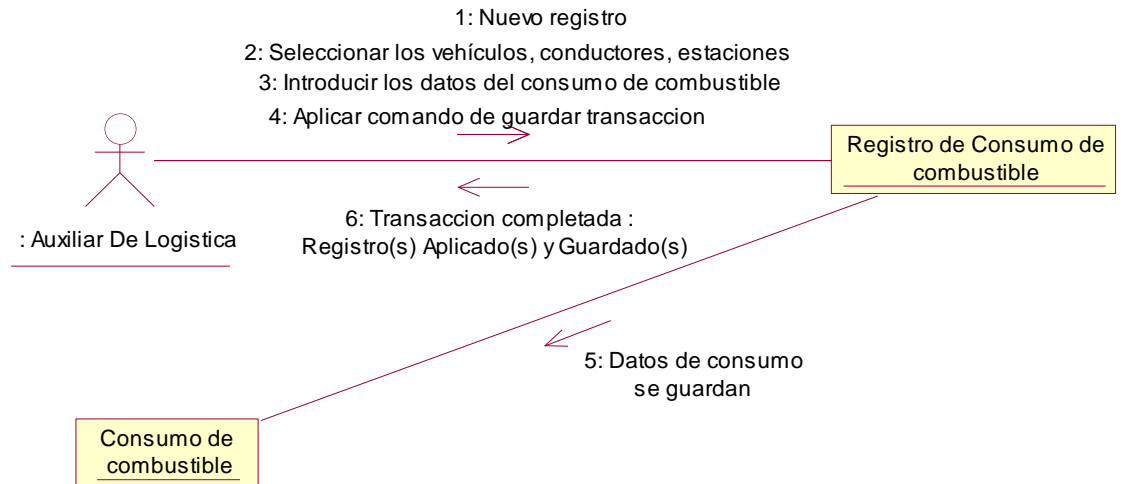 1: Nuevo registro
2: Seleccionar los vehículos, conductores, estaciones
3: Introducir los datos del consumo de combustible
4: Aplicar comando de guardar transaccion
Registro de Consumo de
combustible
6: Transaccion completada :
Registro(s) Aplicado(s) y Guardado(s)
: Auxiliar De Logistica
5: Datos de consumo
se guardan
Consumo de
combustible